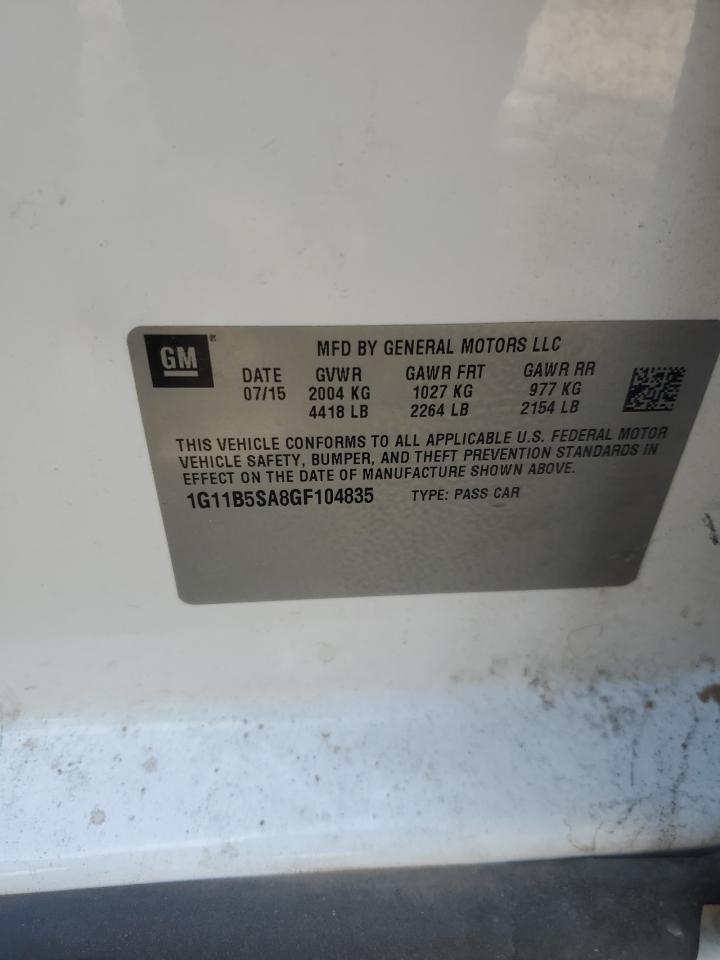 GM ®
MFD BY GENERAL MOTORS LLC
DATE GVWR GAWR FRT GAWR RR
07/15 2004 KG 1027 KG 977 KG
4418 LB 2264 LB 2154 LB
THIS VEHICLE CONFORMS TO ALL APPLICABLE U.S. FEDERAL MOTOR
VEHICLE SAFETY, BUMPER, AND THEFT PREVENTION STANDARDS IN
EFFECT ON THE DATE OF MANUFACTURE SHOWN ABOVE.
1G11B5SA8GF104835 TYPE: PASS CAR